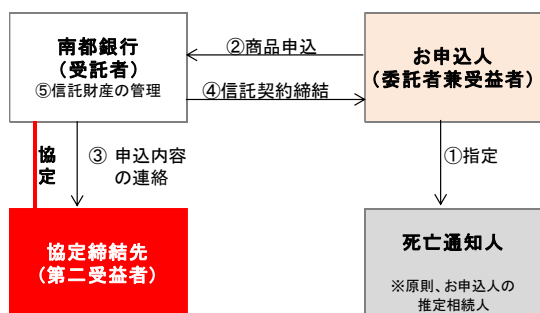 南都銀行
(受託者)
⑤信託財産の管理
②商品申込
④信託契約締結
お申込人
(委託者兼受益者)
協定
③ 申込内容
の連絡
①指定
協定締結先
(第二受益者)
死亡通知人
※原則、お申込人の
推定相続人